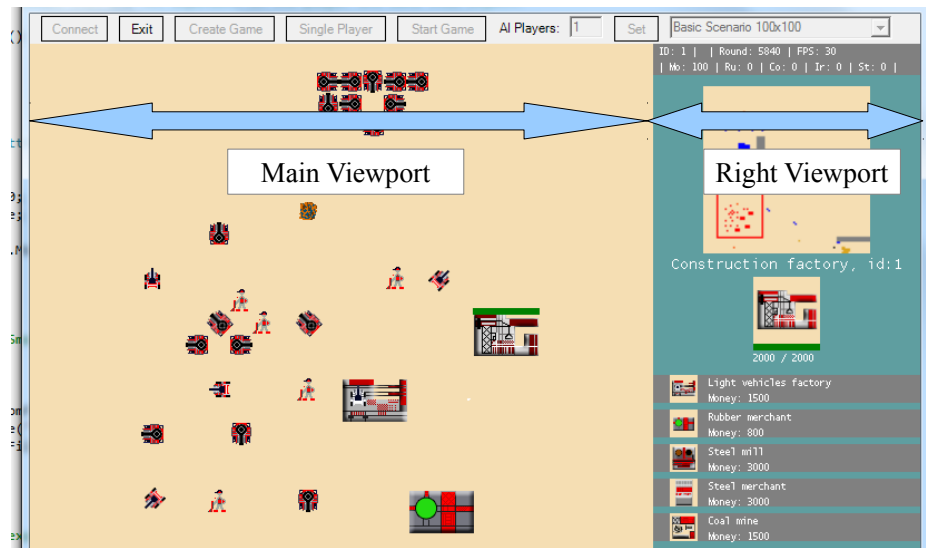 Connect Exit Create Game Single Player Start Game AI Players: 1 Set Basic Scenario 100x100
ID: 1 | | Round: 5840 | FPS: 30
| Mo: 100 | Ru: 0 | Co: 0 | Ir: 0 | St: 0 |
Main Viewport
Right Viewport
Construction factory, id:1
2000 / 2000
Light vehicles factory
Money: 1500
Rubber merchant
Money: 800
Steel mill
Money: 3000
Steel merchant
Money: 3000
Coal mine
Money: 1500